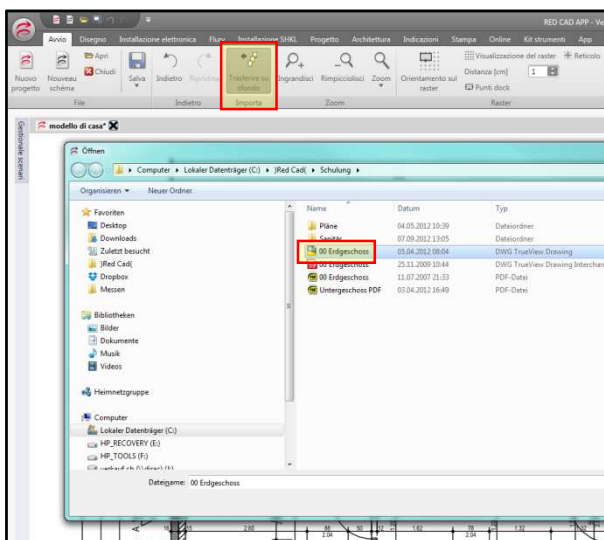 RED CAD APP - Ve
Avvio Disegno Installazione elettronica Flury Installazione SHKL Progetto Architettura Indicazioni Stampa Online Kit strumenti App
Nuovo progetto
Nouveau schéma
Apri
Chiudi
Salva
Indietro
Ripristina
Trasferire su sfondo
Ingrandisci
Rimpicciolisci
Zoom
Orientamento sul raster
Visualizzazione del raster
Reticolo
Distanza [cm] 1
Punti dock
File Indietro Importa Zoom Raster
Gestionale scenari
modello di casa*
Öffnen
Computer Lokaler Datenträger (C:) )Red Cad( Schulung
Organisieren Neuer Ordner
Name Datum Typ
Favoriten
Desktop
Downloads
Zuletzt besucht
)Red Cad(
Dropbox
Messen
Bibliotheken
Bilder
Dokumente
Musik
Videos
Heimnetzgruppe
Computer
Lokaler Datenträger (C:)
HP_RECOVERY (E:)
HP_TOOLS (F:)
Pläne 04.05.2012 10:39 Dateiordner
Sanitär 07.09.2012 13:05 Dateiordner
00 Erdgeschoss 05.04.2012 08:04 DWG TrueView Drawing
00 Erdgeschoss 25.11.2009 10:44 DWG TrueView Drawing Interchan
00 Erdgeschoss 11.07.2007 21:33 PDF-Datei
Untergeschoss PDF 03.04.2012 16:49 PDF-Datei
Dateiname: 00 Erdgeschoss
2.60
2.04
1.62
2.04
1.32